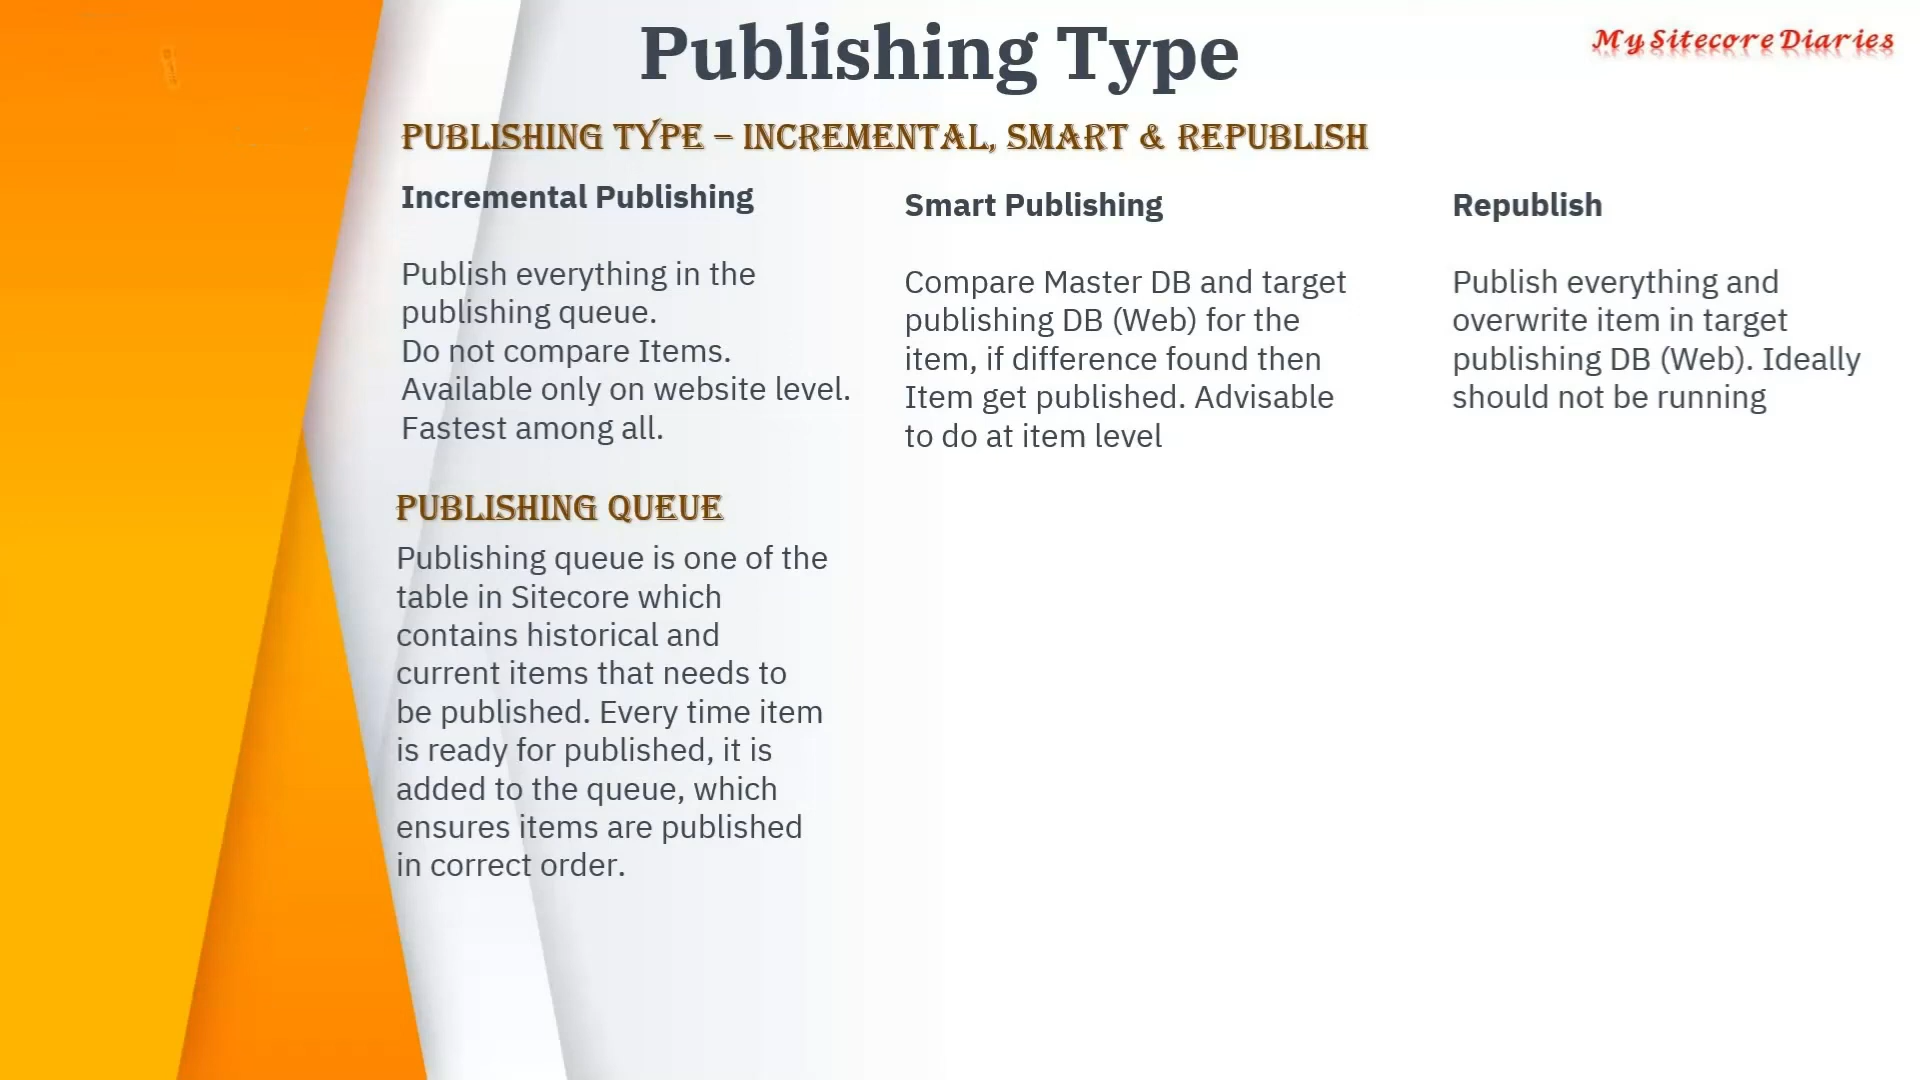 Publishing Type
My Sitecore Diaries
PUBLISHING TYPE – INCREMENTAL, SMART & REPUBLISH
Incremental Publishing
Publish everything in the
publishing queue.
Do not compare Items.
Available only on website level.
Fastest among all.
Smart Publishing
Compare Master DB and target
publishing DB (Web) for the
item, if difference found then
Item get published. Advisable
to do at item level
Republish
Publish everything and
overwrite item in target
publishing DB (Web). Ideally
should not be running
PUBLISHING QUEUE
Publishing queue is one of the
table in Sitecore which
contains historical and
current items that needs to
be published. Every time item
is ready for published, it is
added to the queue, which
ensures items are published
in correct order.